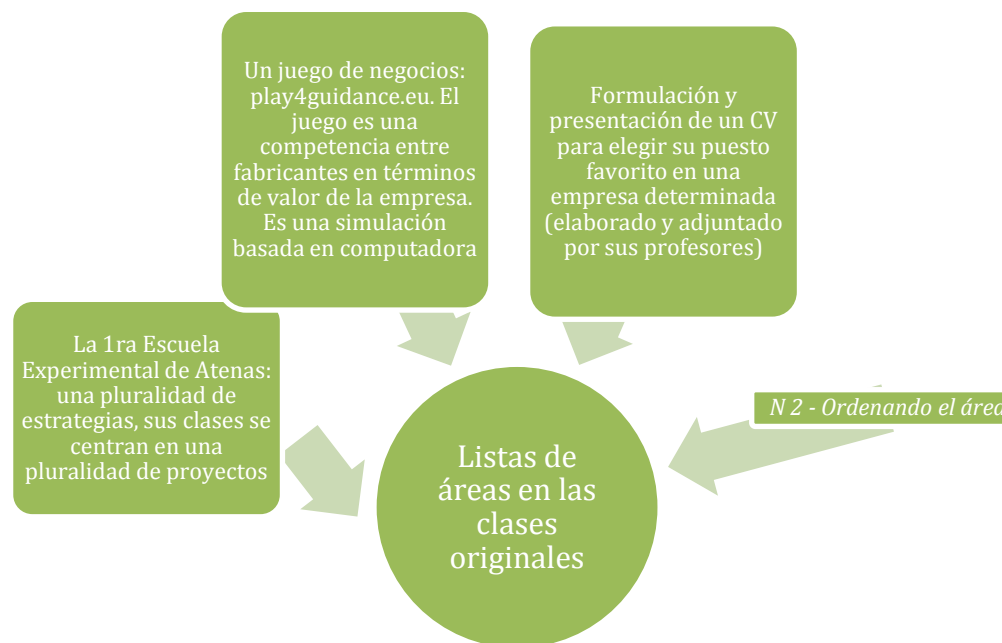 Un juego de negocios:
play4guidance.eu. El
juego es una
competencia entre
fabricantes en términos
de valor de la empresa.
Es una simulación
basada en computadora
Formulación y
presentación de un CV
para elegir su puesto
favorito en una
empresa determinada
(elaborado y adjuntado
por sus profesores)
La 1ra Escuela
Experimental de Atenas:
una pluralidad de
estrategias, sus clases se
centran en una
pluralidad de proyectos
N 2 - Ordenando el área
Listas de
áreas en las
clases
originales